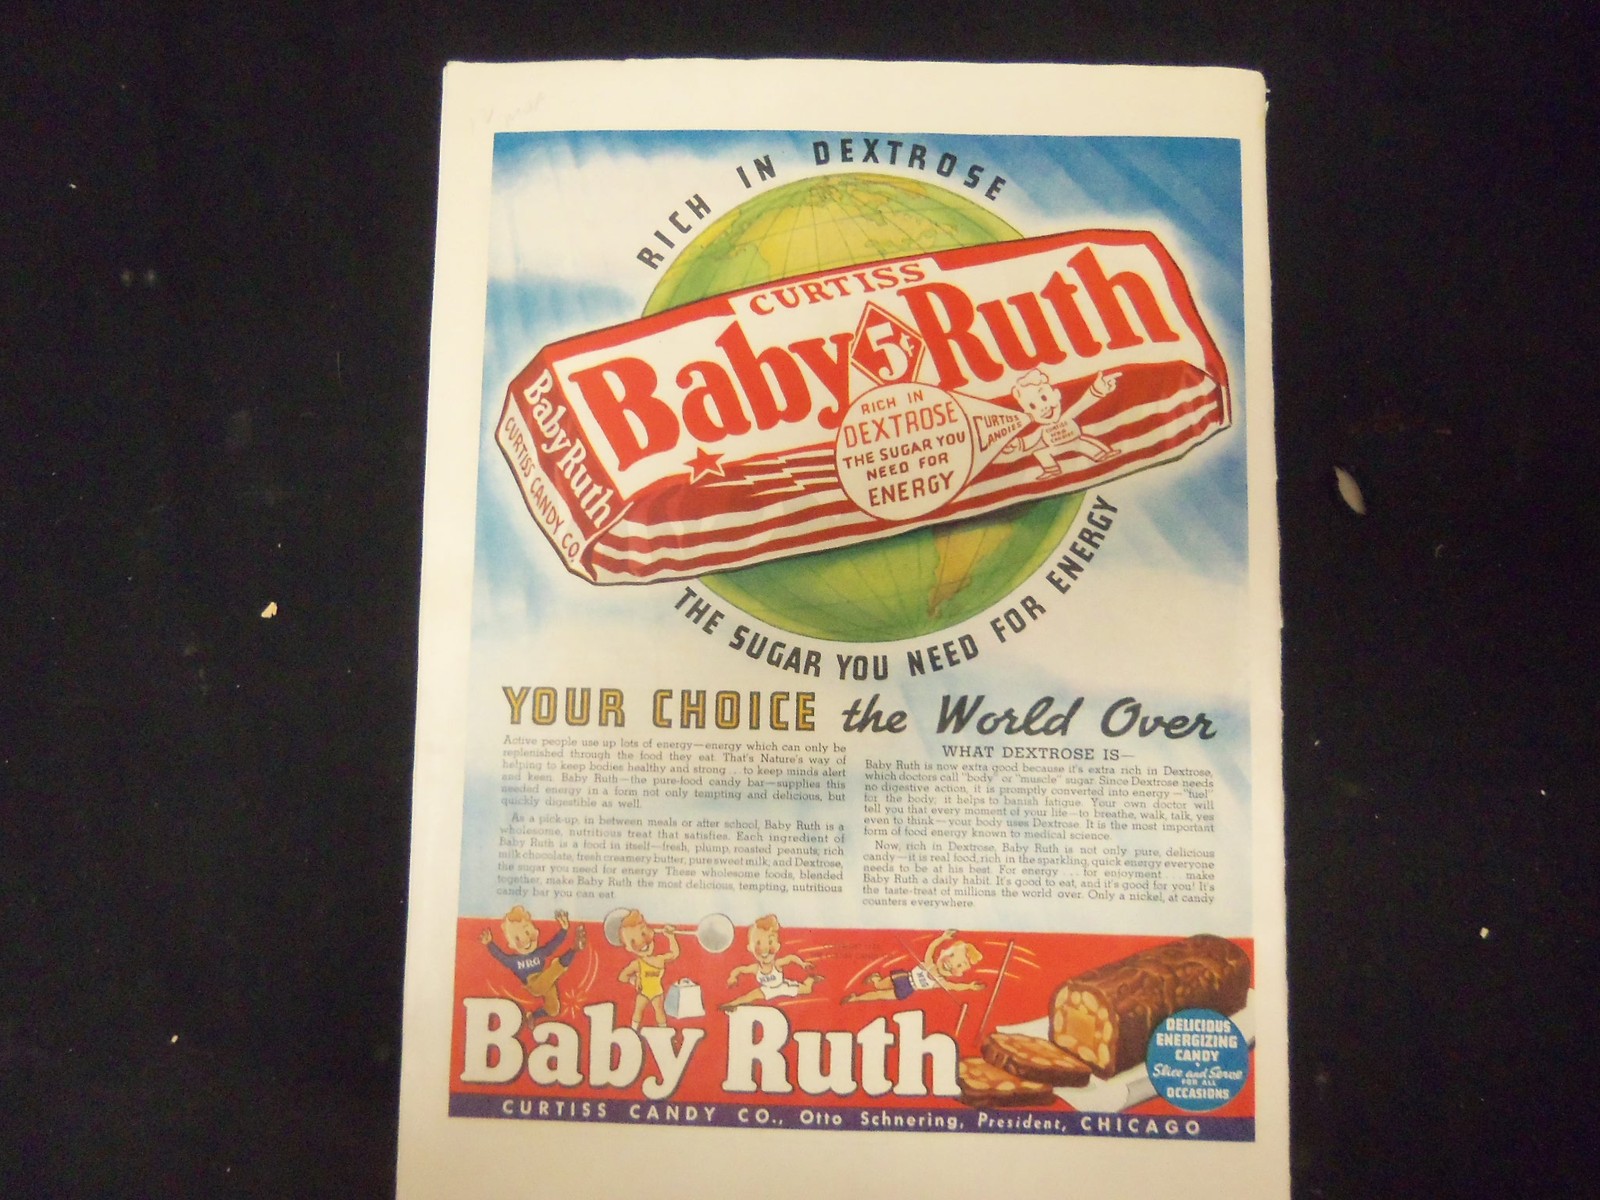 RICH IN DEXTROSE
CURTISS
Baby Ruth
5¢
Baby Ruth
CURTISS CANDY CO.
RICH IN
DEXTROSE
THE SUGAR YOU
NEED FOR
ENERGY
CURTISS
CANDIES
THE SUGAR YOU NEED FOR ENERGY
YOUR CHOICE the World Over
Active people use up lots of energy—energy which can only be
replenished through the food they eat. That's Nature's way of
helping to keep bodies healthy and strong . . to keep minds alert
and keen. Baby Ruth—the pure-food candy bar—supplies this
needed energy in a form not only tempting and delicious, but
quickly digestible as well.
As a pick-up, in between meals or after school, Baby Ruth is a
wholesome, nutritious treat that satisfies. Each ingredient of
Baby Ruth is a food in itself—fresh, plump, roasted peanuts, rich
milk chocolate, fresh creamery butter, pure sweet milk, and Dextrose,
the sugar you need for energy. These wholesome foods, blended
together, make Baby Ruth the most delicious, tempting, nutritious
candy bar you can eat.
WHAT DEXTROSE IS—
Baby Ruth is now extra good because it's extra rich in Dextrose,
which doctors call "body" or "muscle" sugar. Since Dextrose needs
no digestive action, it is promptly converted into energy—"fuel"
for the body; it helps to banish fatigue. Your own doctor will
tell you that every moment of your life—to breathe, walk, talk, yes
even to think—your body uses Dextrose. It is the most important
form of food energy known to medical science.
Now, rich in Dextrose, Baby Ruth is not only pure, delicious
candy—it is real food, rich in the sparkling, quick energy everyone
needs to be at his best. For energy . . . for enjoyment . . . make
Baby Ruth a daily habit. It's good to eat, and it's good for you! It's
the taste-treat of millions the world over. Only a nickel, at candy
counters everywhere.
NRG
NRG
NRG
NRG
Baby Ruth
DELICIOUS
ENERGIZING
CANDY
Slice and Serve
FOR ALL
OCCASIONS
CURTISS CANDY CO., Otto Schnering, President, CHICAGO